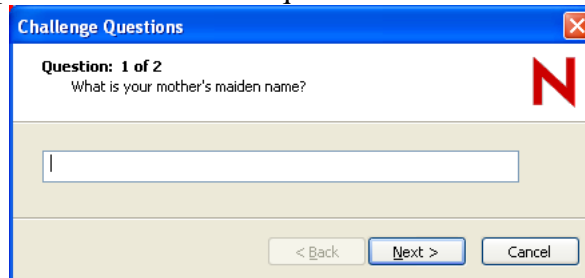 Challenge Questions
Question: 1 of 2
What is your mother's maiden name?
N
< Back Next > Cancel